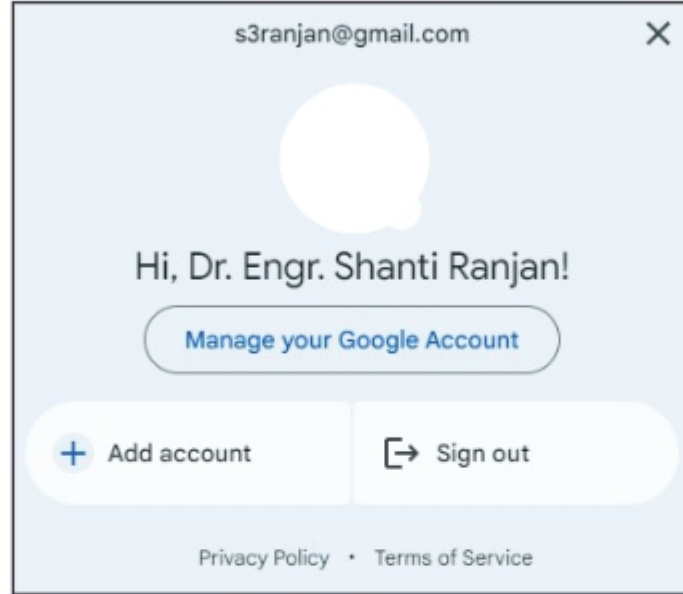 s3ranjan@gmail.com
Hi, Dr. Engr. Shanti Ranjan!
Manage your Google Account
Add account
Sign out
Privacy Policy • Terms of Service